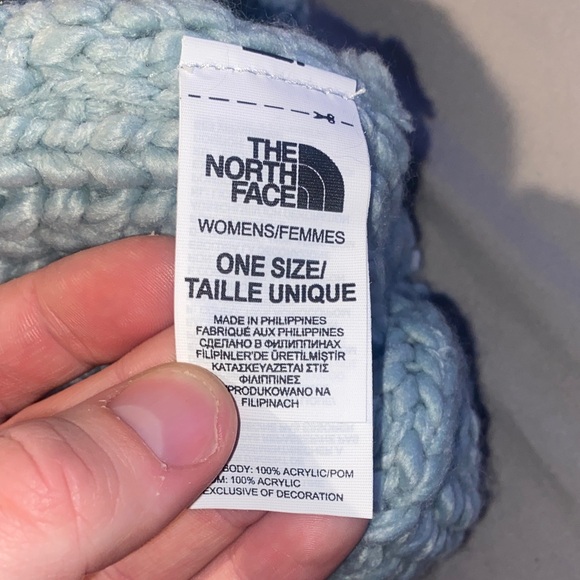 THE
NORTH
FACE
WOMENS/FEMMES
ONE SIZE/
TAILLE UNIQUE
MADE IN PHILIPPINES
FABRIQUÉ AUX PHILIPPINES
СДЕЛАНО В ФИЛИППИНАХ
FİLİPİNLER'DE ÜRETİLMİŞTİR
ΚΑΤΑΣΚΕΥΑΖΕΤΑΙ ΣΤΙΣ
ΦΙΛΙΠΠΙΝΕΣ
PRODUKOWANO NA
FILIPINACH
BODY: 100% ACRYLIC/POM
100% ACRYLIC
EXCLUSIVE OF DECORATION